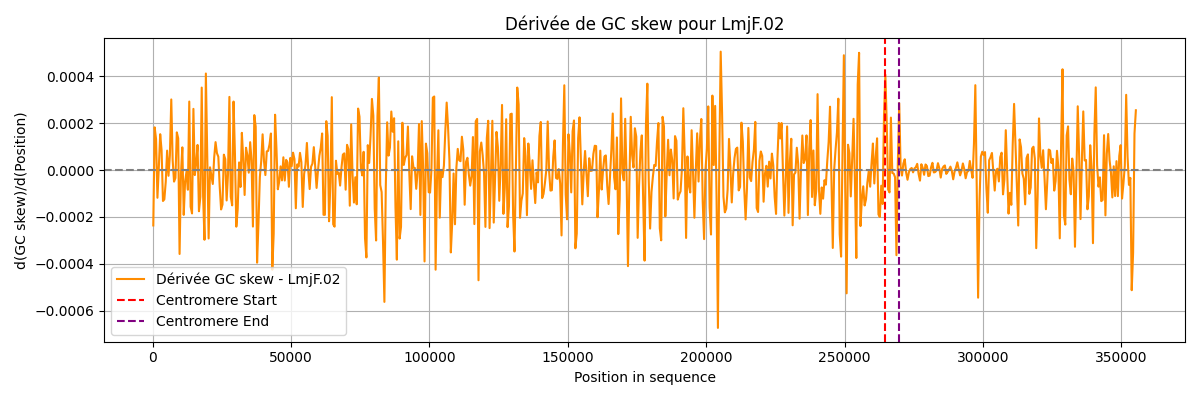 Dérivée de GC skew pour LmjF.02
d(GC skew)/d(Position)
0.0004
0.0002
0.0000
−0.0002
−0.0004
−0.0006
Dérivée GC skew - LmjF.02
Centromere Start
Centromere End
0 50000 100000 150000 200000 250000 300000 350000
Position in sequence